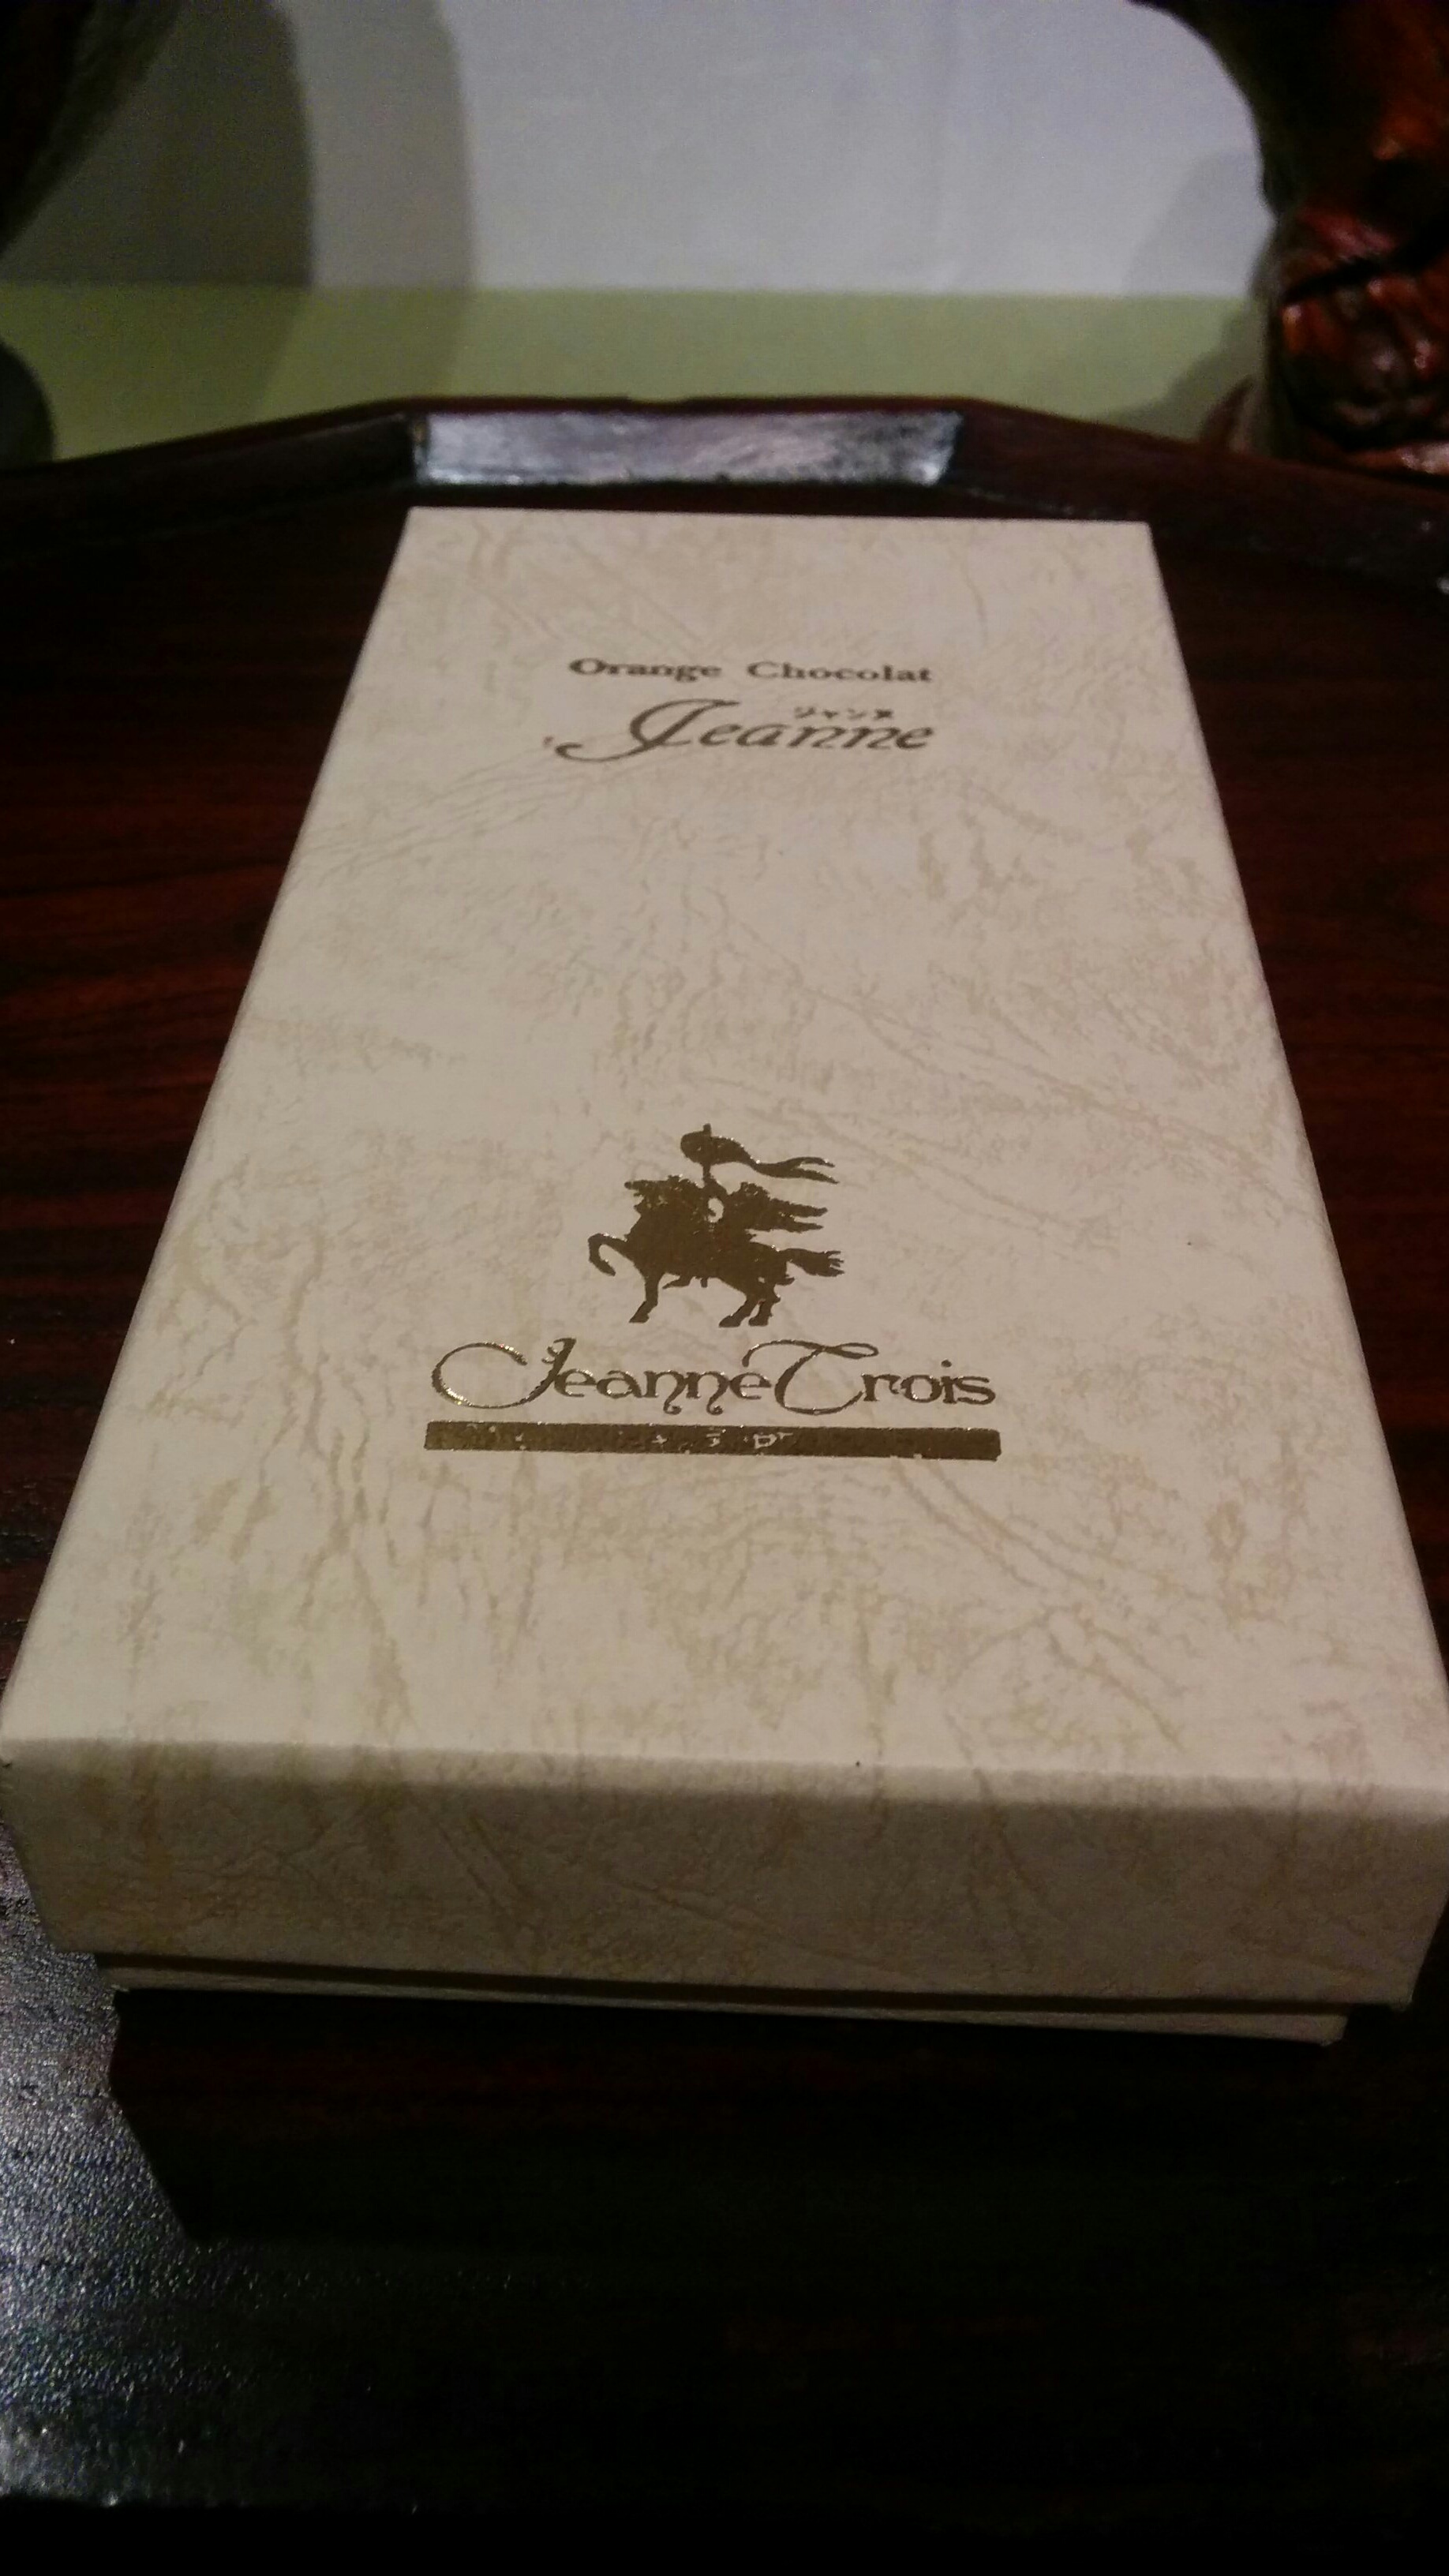 Orange Chocolat
ジャンヌ
Jeanne
JeanneTrois